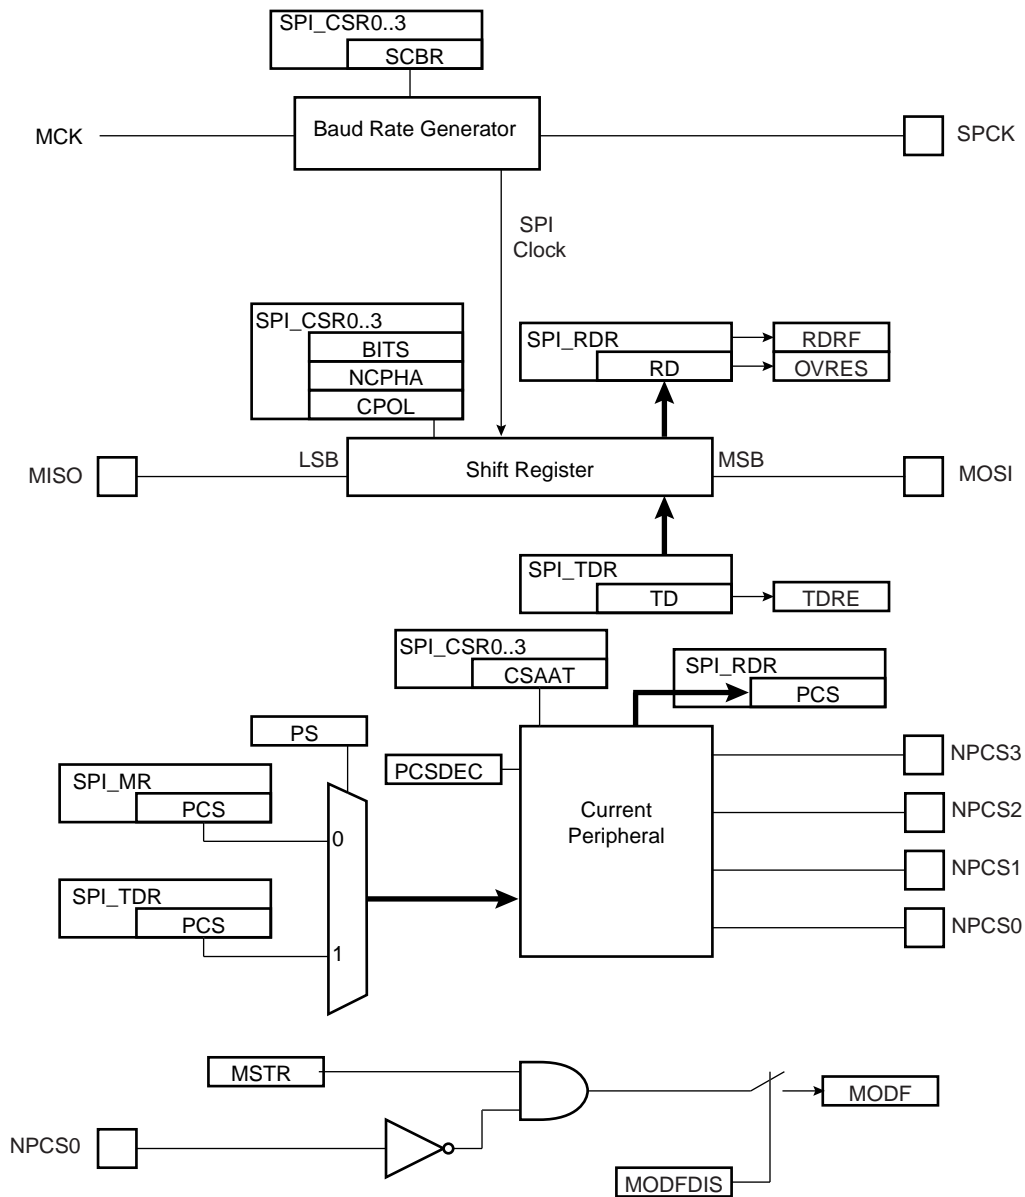 SPI_CSR0..3
SCBR
MCK
Baud Rate Generator
SPCK
SPI
Clock
SPI_CSR0..3
BITS
NCPHA
CPOL
SPI_RDR
RD
RDRF
OVRES
MISO
LSB
Shift Register
MSB
MOSI
SPI_TDR
TD
TDRE
SPI_CSR0..3
CSAAT
SPI_RDR
PCS
PS
PCSDEC
Current
Peripheral
NPCS3
NPCS2
NPCS1
NPCS0
SPI_MR
PCS
0
SPI_TDR
PCS
1
MSTR
MODF
NPCS0
MODFDIS